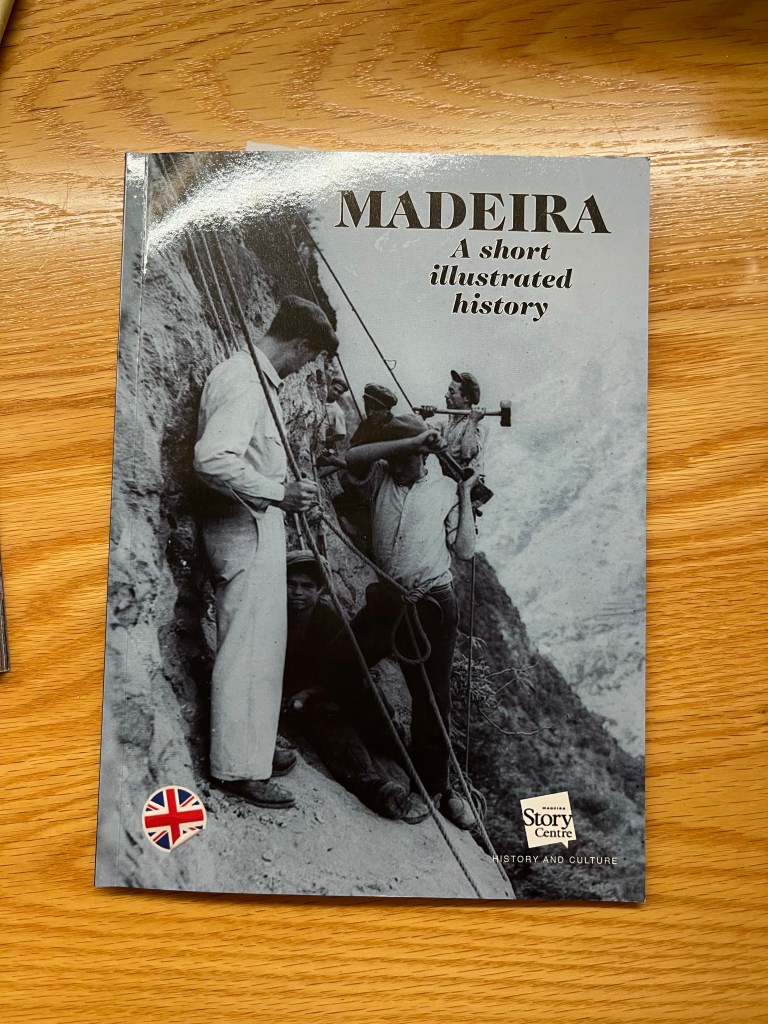 MADEIRA
A short
illustrated
history
MADEIRA
Story
Centre
HISTORY AND CULTURE